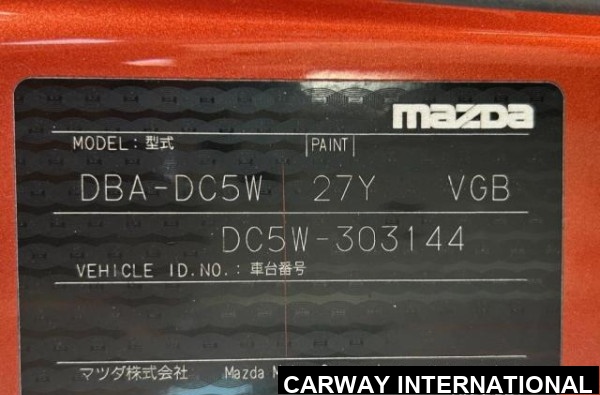 mazda
MODEL : 型式 |PAINT|
DBA-DC5W 27Y VGB
DC5W-303144
VEHICLE ID.NO. : 車台番号
マツダ株式会社 Mazda
CARWAY INTERNATIONAL